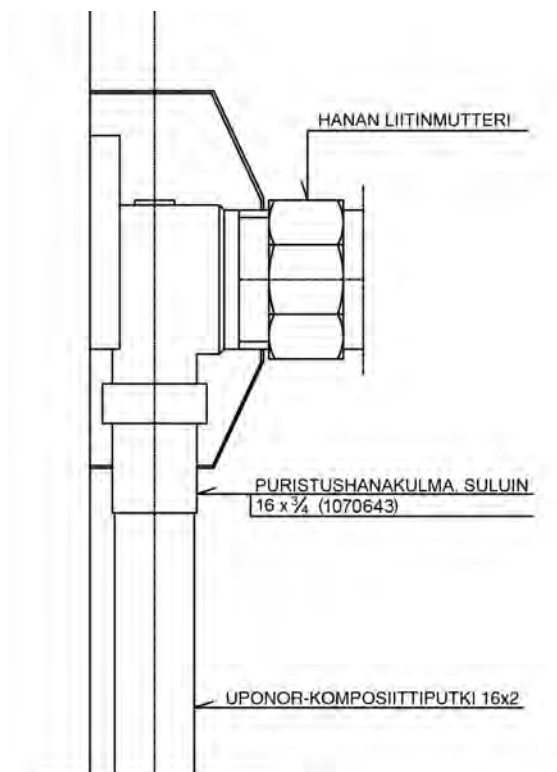 HANAN LIITINMUTTERI
PURISTUSHANAKULMA. SULUIN
16 x ¾ (1070643)
UPONOR-KOMPOSIITTIPUTKI 16x2